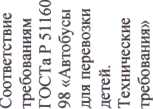 Соответствие
требованиям
ГОСТа Р 51160
98 «Автобусы
для перевозки
детей.
Технические
требования»